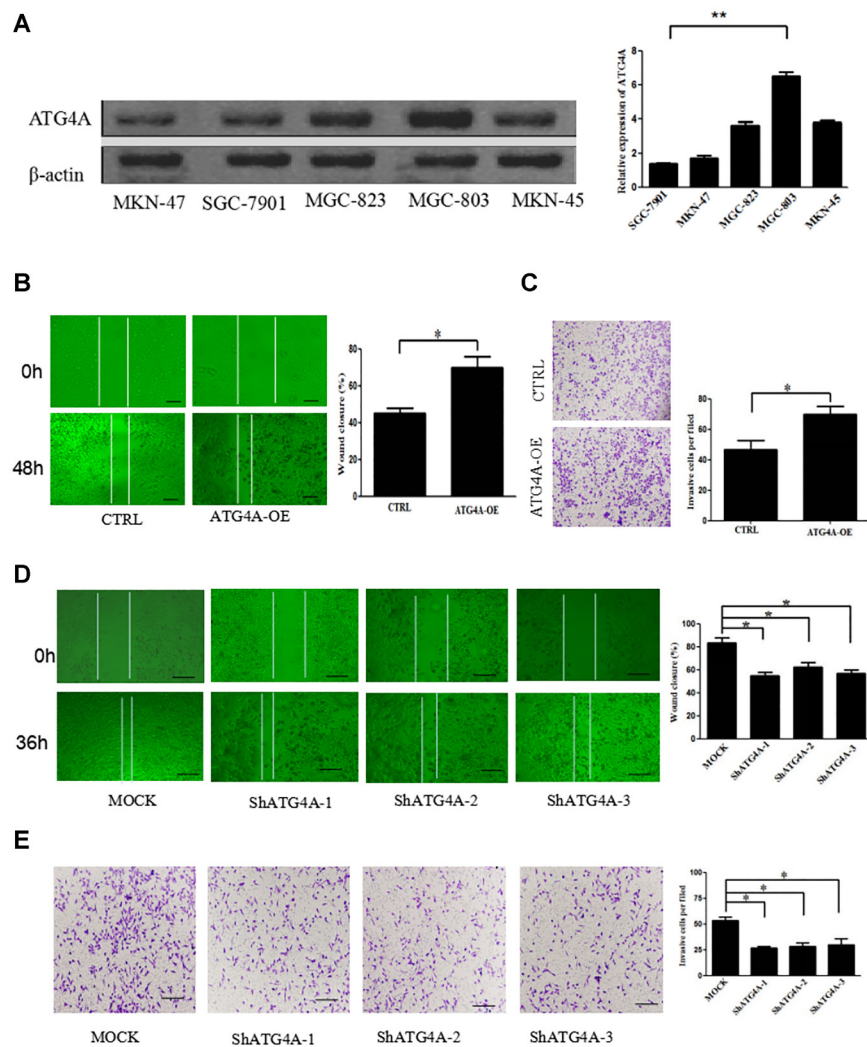 A
ATG4A
β-actin
MKN-47 SGC-7901 MGC-823 MGC-803 MKN-45
**
Relative expression of ATG4A
8
6
4
2
0
SGC-7901 MKN-47 MGC-823 MGC-803 MKN-45
B
0h
48h
CTRL ATG4A-OE
*
Wound closure (%)
80
60
40
20
0
CTRL ATG4A-OE
C
CTRL
ATG4A-OE
*
Invasive cells per filed
80
60
40
20
0
CTRL ATG4A-OE
D
0h
36h
MOCK ShATG4A-1 ShATG4A-2 ShATG4A-3
*
*
*
Wound closure (%)
100
80
60
40
20
0
MOCK ShATG4A-1 ShATG4A-2 ShATG4A-3
E
MOCK ShATG4A-1 ShATG4A-2 ShATG4A-3
*
*
*
Invasive cells per filed
100
75
50
25
0
MOCK ShATG4A-1 ShATG4A-2 ShATG4A-3